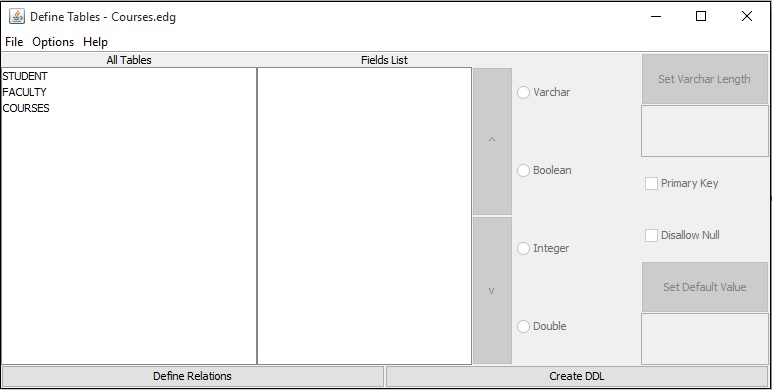 Define Tables - Courses.edg
File Options Help
All Tables
Fields List
STUDENT
FACULTY
COURSES
^
v
Varchar
Boolean
Integer
Double
Set Varchar Length
Primary Key
Disallow Null
Set Default Value
Define Relations
Create DDL